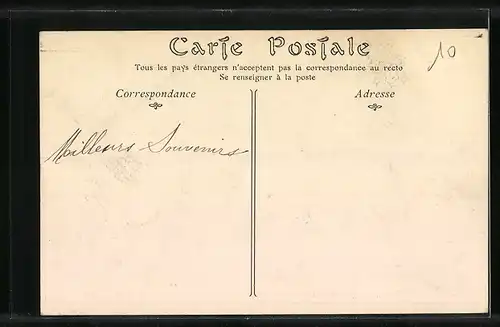 Carte Postale
10
Tous les pays étrangers n'acceptent pas la correspondance au recto
Se renseigner à la poste
Correspondance
Adresse
Meilleurs Souvenirs